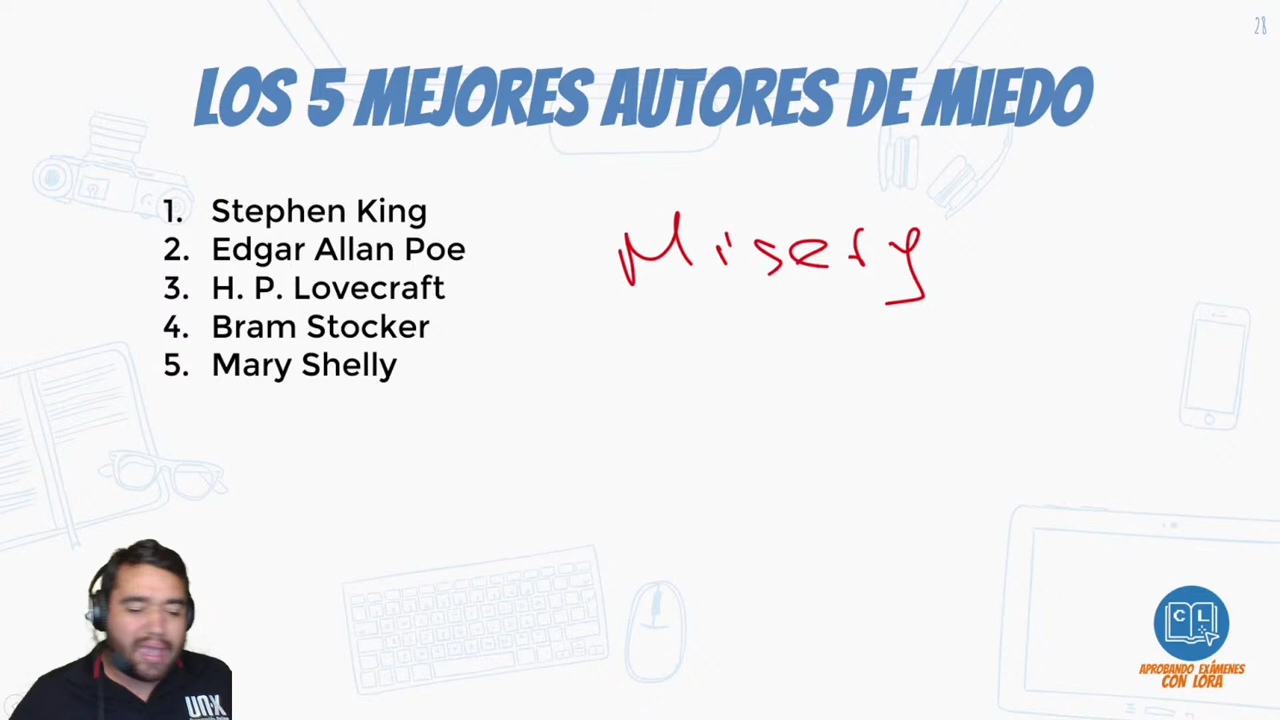 28
LOS 5 MEJORES AUTORES DE MIEDO
1. Stephen King
2. Edgar Allan Poe
3. H. P. Lovecraft
4. Bram Stocker
5. Mary Shelly
Misery
C L
APROBANDO EXÁMENES
CON LORA